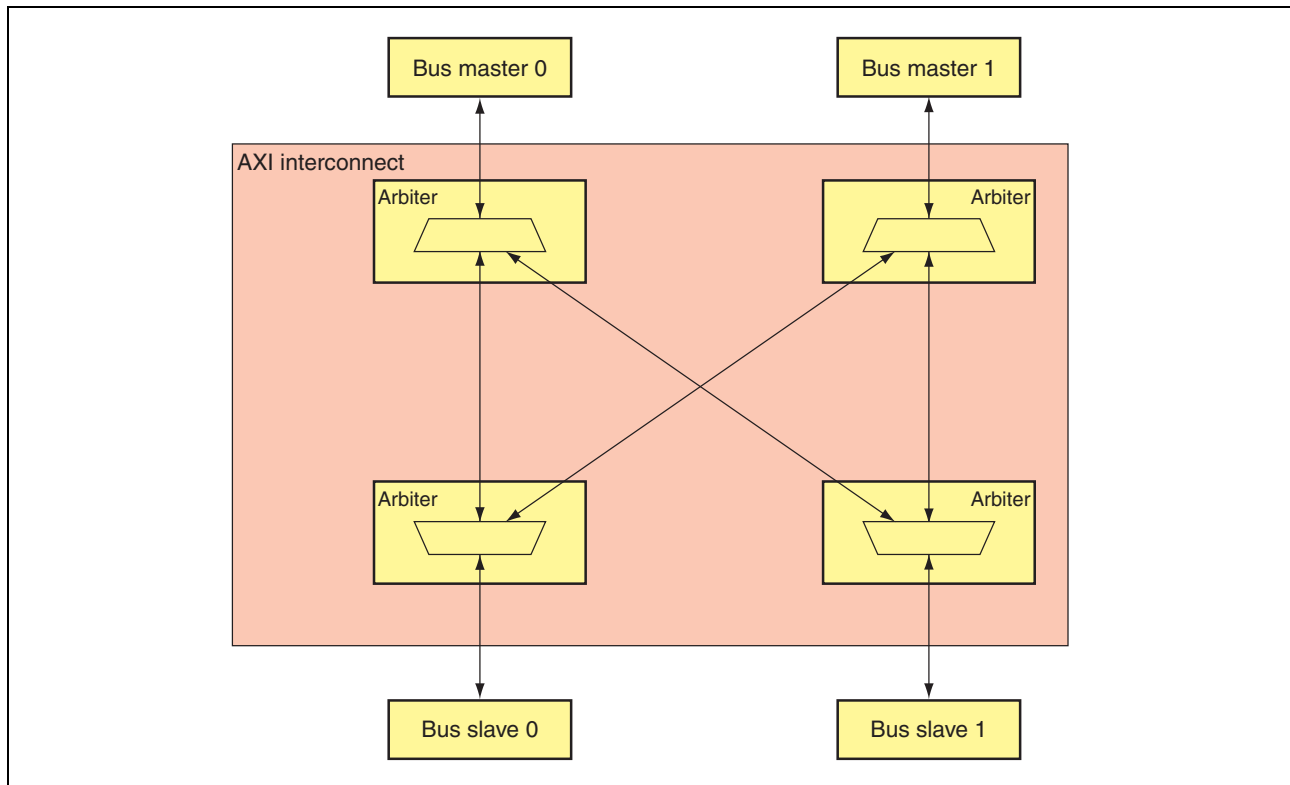 Bus master 0
Bus master 1
AXI interconnect
Arbiter
Arbiter
Arbiter
Arbiter
Bus slave 0
Bus slave 1